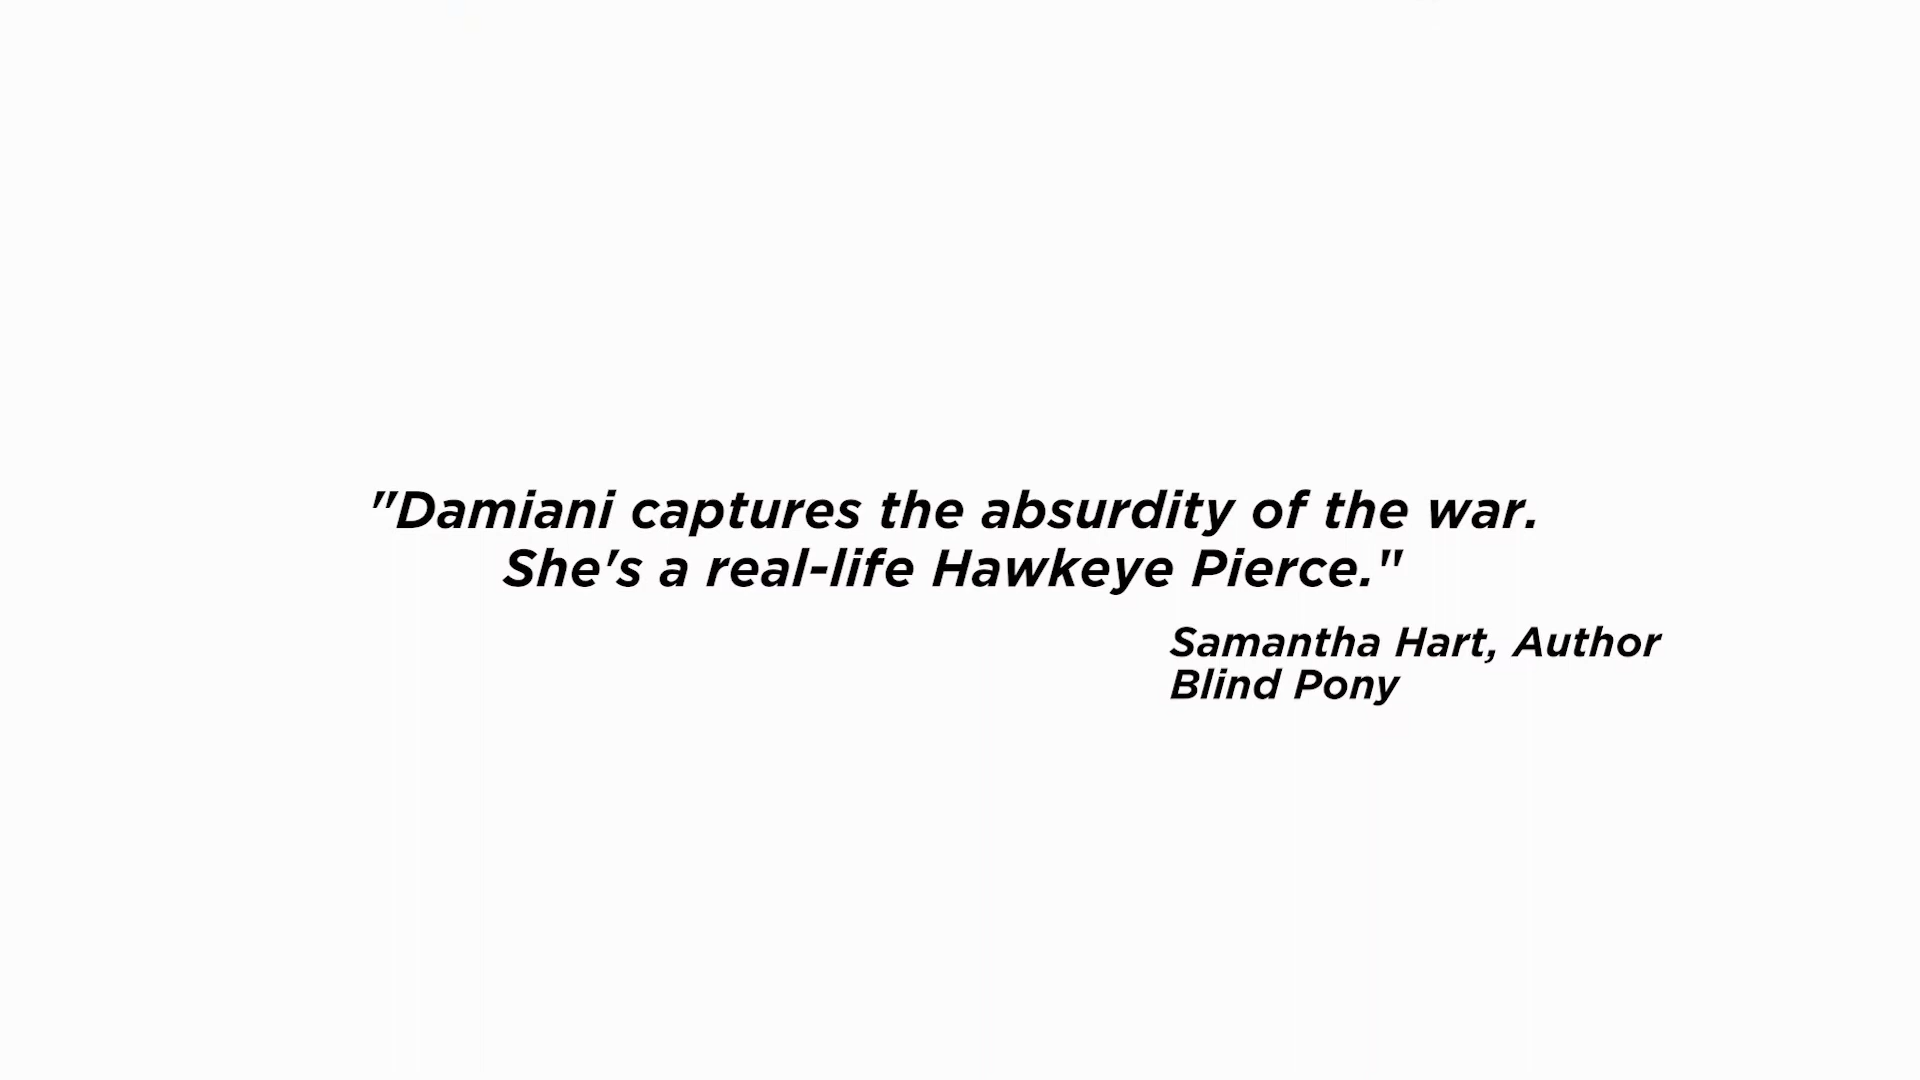 "Damiani captures the absurdity of the war.
She's a real-life Hawkeye Pierce."
Samantha Hart, Author
Blind Pony